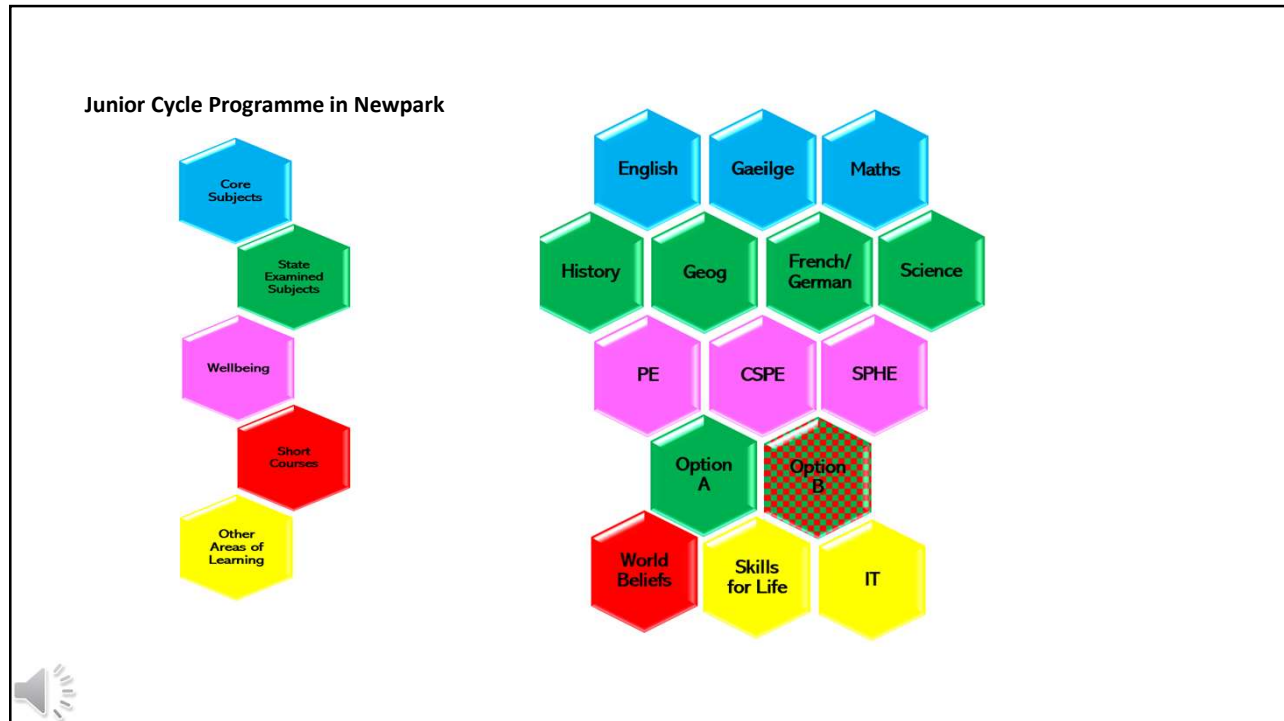 Junior Cycle Programme in Newpark
Core
Subjects
State
Examined
Subjects
Wellbeing
Short
Courses
Other
Areas of
Learning
English
Gaeilge
Maths
History
Geog
French/
German
Science
PE
CSPE
SPHE
Option
A
Option
B
World
Beliefs
Skills
for Life
IT